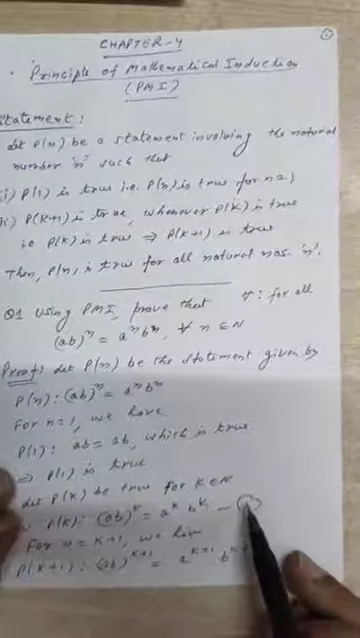 ①
CHAPTER-4
• Principle of Mathematical Induction
(PMI)
Statement:
Let P(n) be a statement involving the natural
number 'n' such that
(i) P(1) is true i.e. P(n) is true for n=1
ii) P(K+1) is true, whenever P(K) is true
ie P(K) is true ⇒ P(K+1) is true
Then, P(n) is true for all natural nos. 'n'.
Q1 Using PMI, prove that ∀: for all
(ab)ⁿ = aⁿbⁿ, ∀ n ∈ N
Proof: Let P(n) be the statement given by
P(n): (ab)ⁿ = aⁿbⁿ
For n=1, we have
P(1): ab = ab, which is true
⇒ P(1) is true
Let P(K) be true for K∈N
P(K): (ab)ᴷ = aᴷ bᴷ —
For n = K+1, we have
P(K+1): (ab)ᴷ⁺¹ = aᴷ⁺¹ b